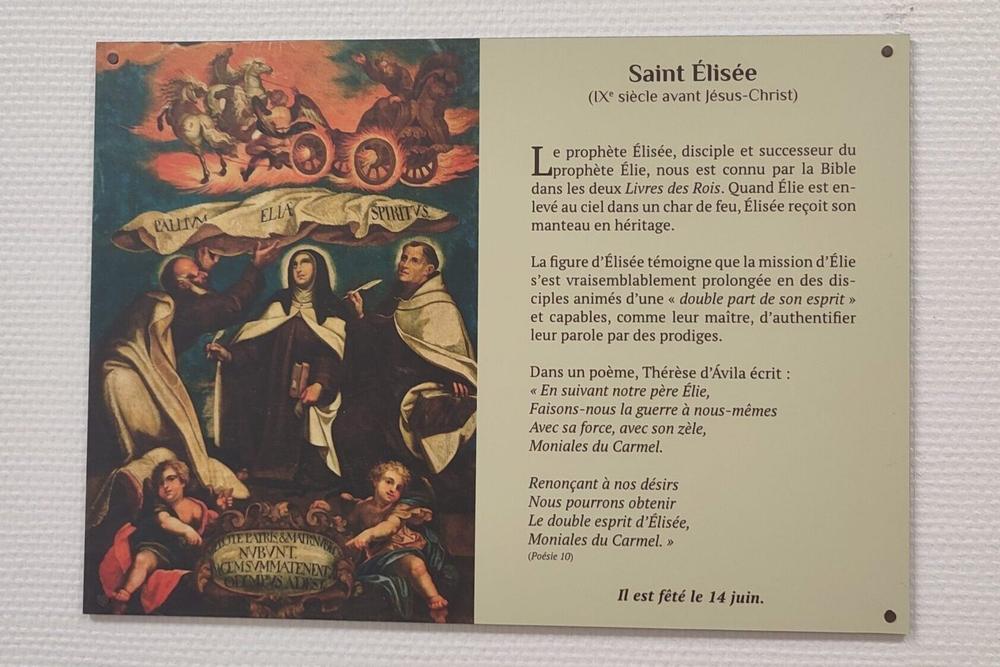 PALLIVM ELIÆ SPIRITVS
NVBVNT.
Saint Élisée
(IXᵉ siècle avant Jésus-Christ)
Le prophète Élisée, disciple et successeur du
prophète Élie, nous est connu par la Bible
dans les deux Livres des Rois. Quand Élie est en-
levé au ciel dans un char de feu, Élisée reçoit son
manteau en héritage.
La figure d’Élisée témoigne que la mission d’Élie
s’est vraisemblablement prolongée en des dis-
ciples animés d’une « double part de son esprit »
et capables, comme leur maître, d’authentifier
leur parole par des prodiges.
Dans un poème, Thérèse d’Ávila écrit :
« En suivant notre père Élie,
Faisons-nous la guerre à nous-mêmes
Avec sa force, avec son zèle,
Moniales du Carmel.
Renonçant à nos désirs
Nous pourrons obtenir
Le double esprit d’Élisée,
Moniales du Carmel. »
(Poésie 10)
Il est fêté le 14 juin.